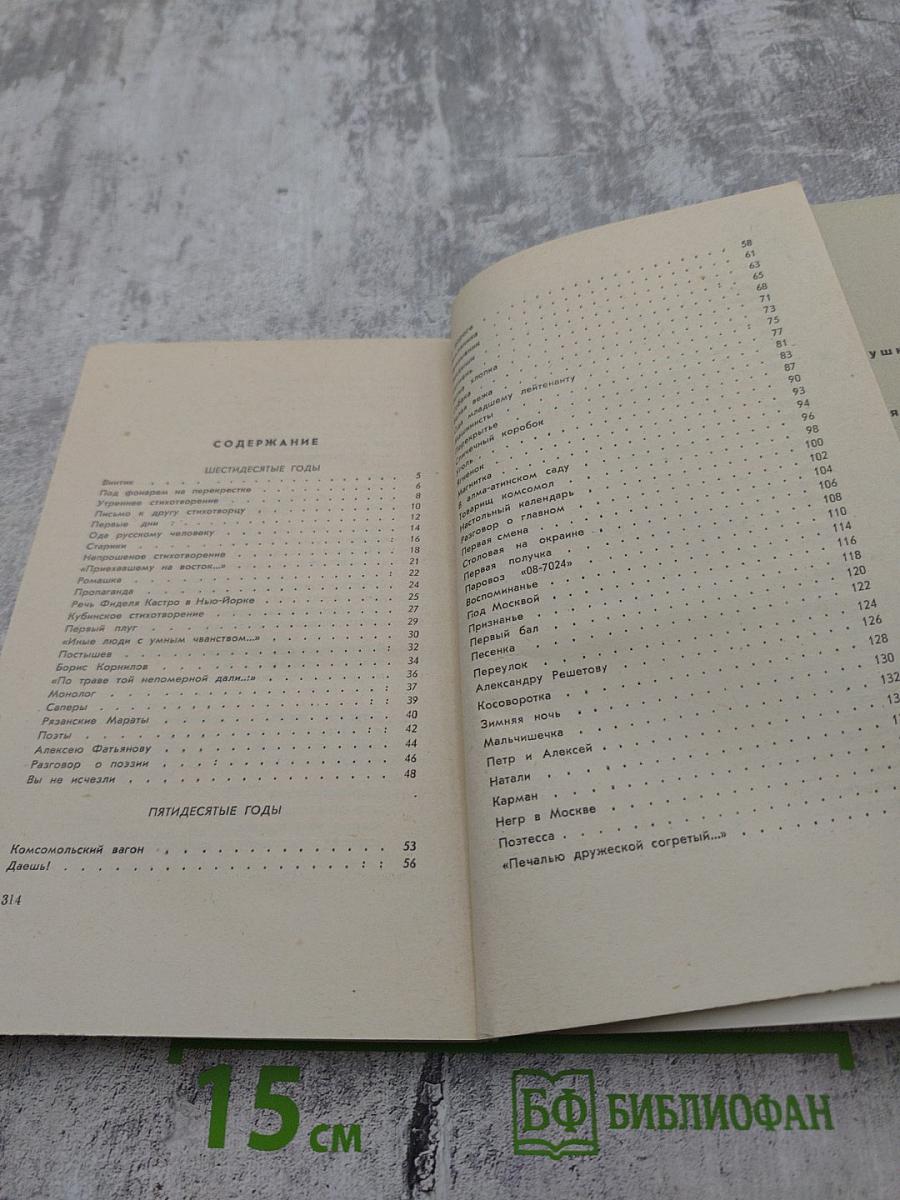 СОДЕРЖАНИЕ
ШЕСТИДЕСЯТЫЕ ГОДЫ
Винтик 5
Под фонарем на перекрестке 6
Утреннее стихотворение 8
Письмо к другу стихотворцу 10
Первые дни 12
Ода русскому человеку 14
Старики 16
Непрошеное стихотворение 18
«Приехавшему на восток...» 21
Ромашка 22
Пропаганда 24
Речь Фиделя Кастро в Нью-Йорке 25
Кубинское стихотворение 27
Первый плуг 29
«Иные люди с умным чванством...» 30
Постышев 32
Борис Корнилов 34
«По траве той непомерной дали...» 36
Монолог 37
Саперы 39
Рязанские Мараты 40
Поэты 42
Алексею Фатьянову 44
Разговор о поэзии 46
Вы не исчезли 48
ПЯТИДЕСЯТЫЕ ГОДЫ
Комсомольский вагон 53
Даешь! 56
314
58
61
63
65
68
хлопка 71
73
вежа 75
младшему лейтенанту 77
81
83
коробок 87
90
93
Магнитка 94
В алма-атинском саду 96
Товарищ комсомол 98
Настольный календарь 100
Разговор о главном 102
Первая смена 104
Столовая на окраине 106
Первая получка 108
Паровоз «08-7024» 110
Воспоминанье 114
Под Москвой 116
Признанье 118
Первый бал 120
Песенка 122
Переулок 124
Александру Решетову 126
Косоворотка 128
Зимняя ночь 130
Мальчишечка 132
Петр и Алексей
Натали
Карман
Негр в Москве
Поэтесса
«Печалью дружеской согретый...»
15 см
БФ БИБЛИОФАН